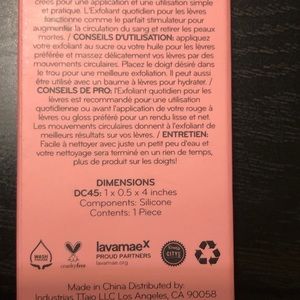 crées pour une application et une utilisation simple
et pratique. L'Exfoliant quotidien pour les lèvres
fonctionne comme le parfait stimulateur pour
augmenter la circulation du sang et retirer les peaux
mortes. / CONSEILS D'UTILISATION: appliquez
l'exfoliant au sucre ou votre huile pour les lèvres
préférée et massez délicatement vos lèvres par des
mouvements circulaires. Placez le doigt désiré dans
le trou pour une meilleure exfoliation. Il peut aussi
être utilisé avec un baume à lèvres pour hydrater.
/ CONSEILS DE PRO: l'Exfoliant quotidien pour les
lèvres est recommandé pour une utilisation
quotidienne ou avant l'application de votre rouge à
lèvres ou gloss préféré pour un rendu lisse et net.
Les mouvements circulaires donnent à l'exfoliant de
meilleurs résultats sur vos lèvres. / ENTRETIEN:
Facile à nettoyer avec juste un petit peu d'eau et
votre nettoyage sera terminé en un rien de temps,
plus de produit sur les doigts!
DIMENSIONS
DC45: 1 x 0.5 x 4 inches
Components: Silicone
Contents: 1 Piece
WASH
crueltyfree
lavamaeX
PROUD PARTNERS
lavamae.org
CITY
Made in China Distributed by:
Industrias TTaio LLC Los Angeles, CA 90058